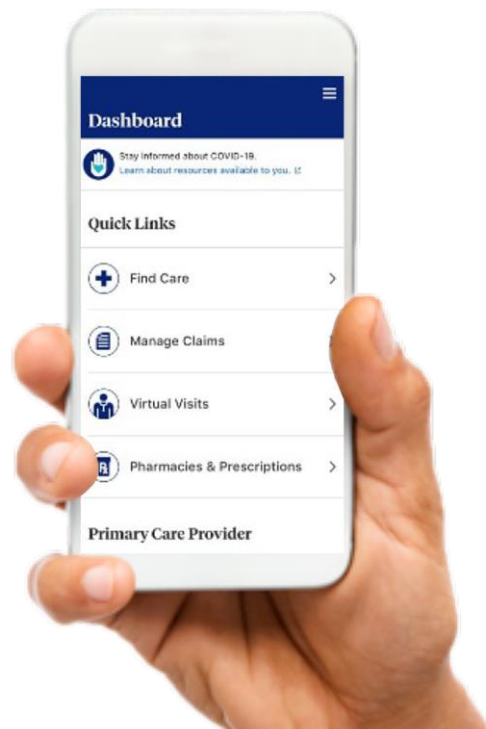 Dashboard
Stay informed about COVID-19.
Learn about resources available to you.
Quick Links
Find Care
Manage Claims
Virtual Visits
Pharmacies & Prescriptions
Primary Care Provider